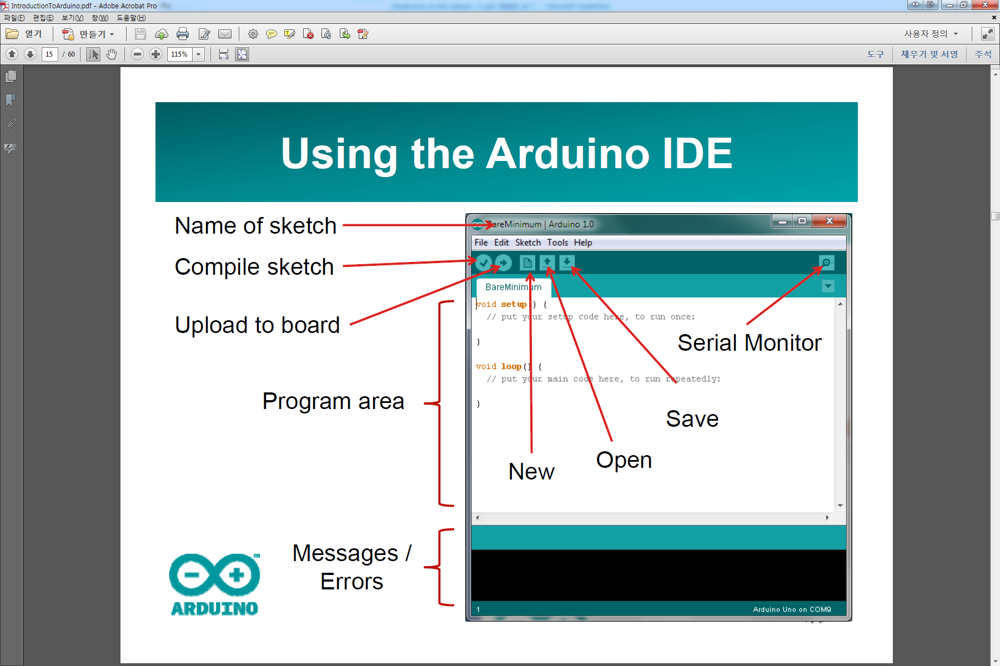 IntroductionToArduino.pdf - Adobe Acrobat Pro
파일(F) 편집(E) 보기(V) 창(W) 도움말(H)
열기 만들기 사용자 정의
15 / 60 115% 도구 채우기 및 서명 주석
Using the Arduino IDE
Name of sketch
BareMinimum | Arduino 1.0
File Edit Sketch Tools Help
Compile sketch
BareMinimum
void setup() {
// put your setup code here, to run once:
Upload to board
}
Serial Monitor
void loop() {
// put your main code here, to run repeatedly:
Program area
}
Save
Open
New
Messages /
Errors
ARDUINO
TM
1 Arduino Uno on COM9